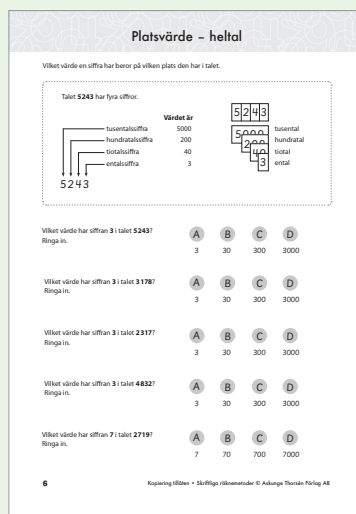 Platsvärde – heltal
Vilket värde en siffra har beror på vilken plats den har i talet.
Talet 5243 har fyra siffror.
Värdet är
tusentalssiffra 5000
hundratalssiffra 200
tiotalssiffra 40
entalssiffra 3
5243
5 2 4 3
5000 tusental
200 hundratal
40 tiotal
3 ental
Vilket värde har siffran 3 i talet 5243?
Ringa in.
A B C D
3 30 300 3000
Vilket värde har siffran 3 i talet 3178?
Ringa in.
A B C D
3 30 300 3000
Vilket värde har siffran 3 i talet 2317?
Ringa in.
A B C D
3 30 300 3000
Vilket värde har siffran 3 i talet 4832?
Ringa in.
A B C D
3 30 300 3000
Vilket värde har siffran 7 i talet 2719?
Ringa in.
A B C D
7 70 700 7000
6 Kopiering tillåten • Skriftliga räknemetoder © Askunge Thorsén Förlag AB